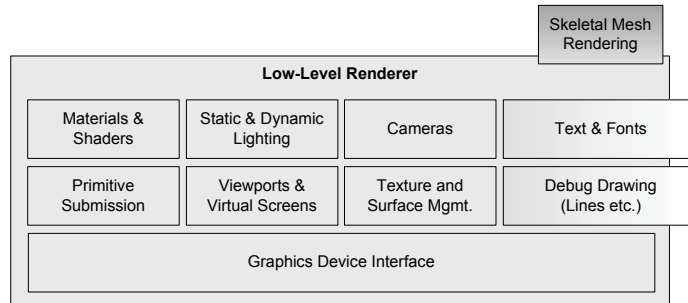 Skeletal Mesh
Rendering
Low-Level Renderer
Materials &
Shaders
Static & Dynamic
Lighting
Cameras
Text & Fonts
Primitive
Submission
Viewports &
Virtual Screens
Texture and
Surface Mgmt.
Debug Drawing
(Lines etc.)
Graphics Device Interface